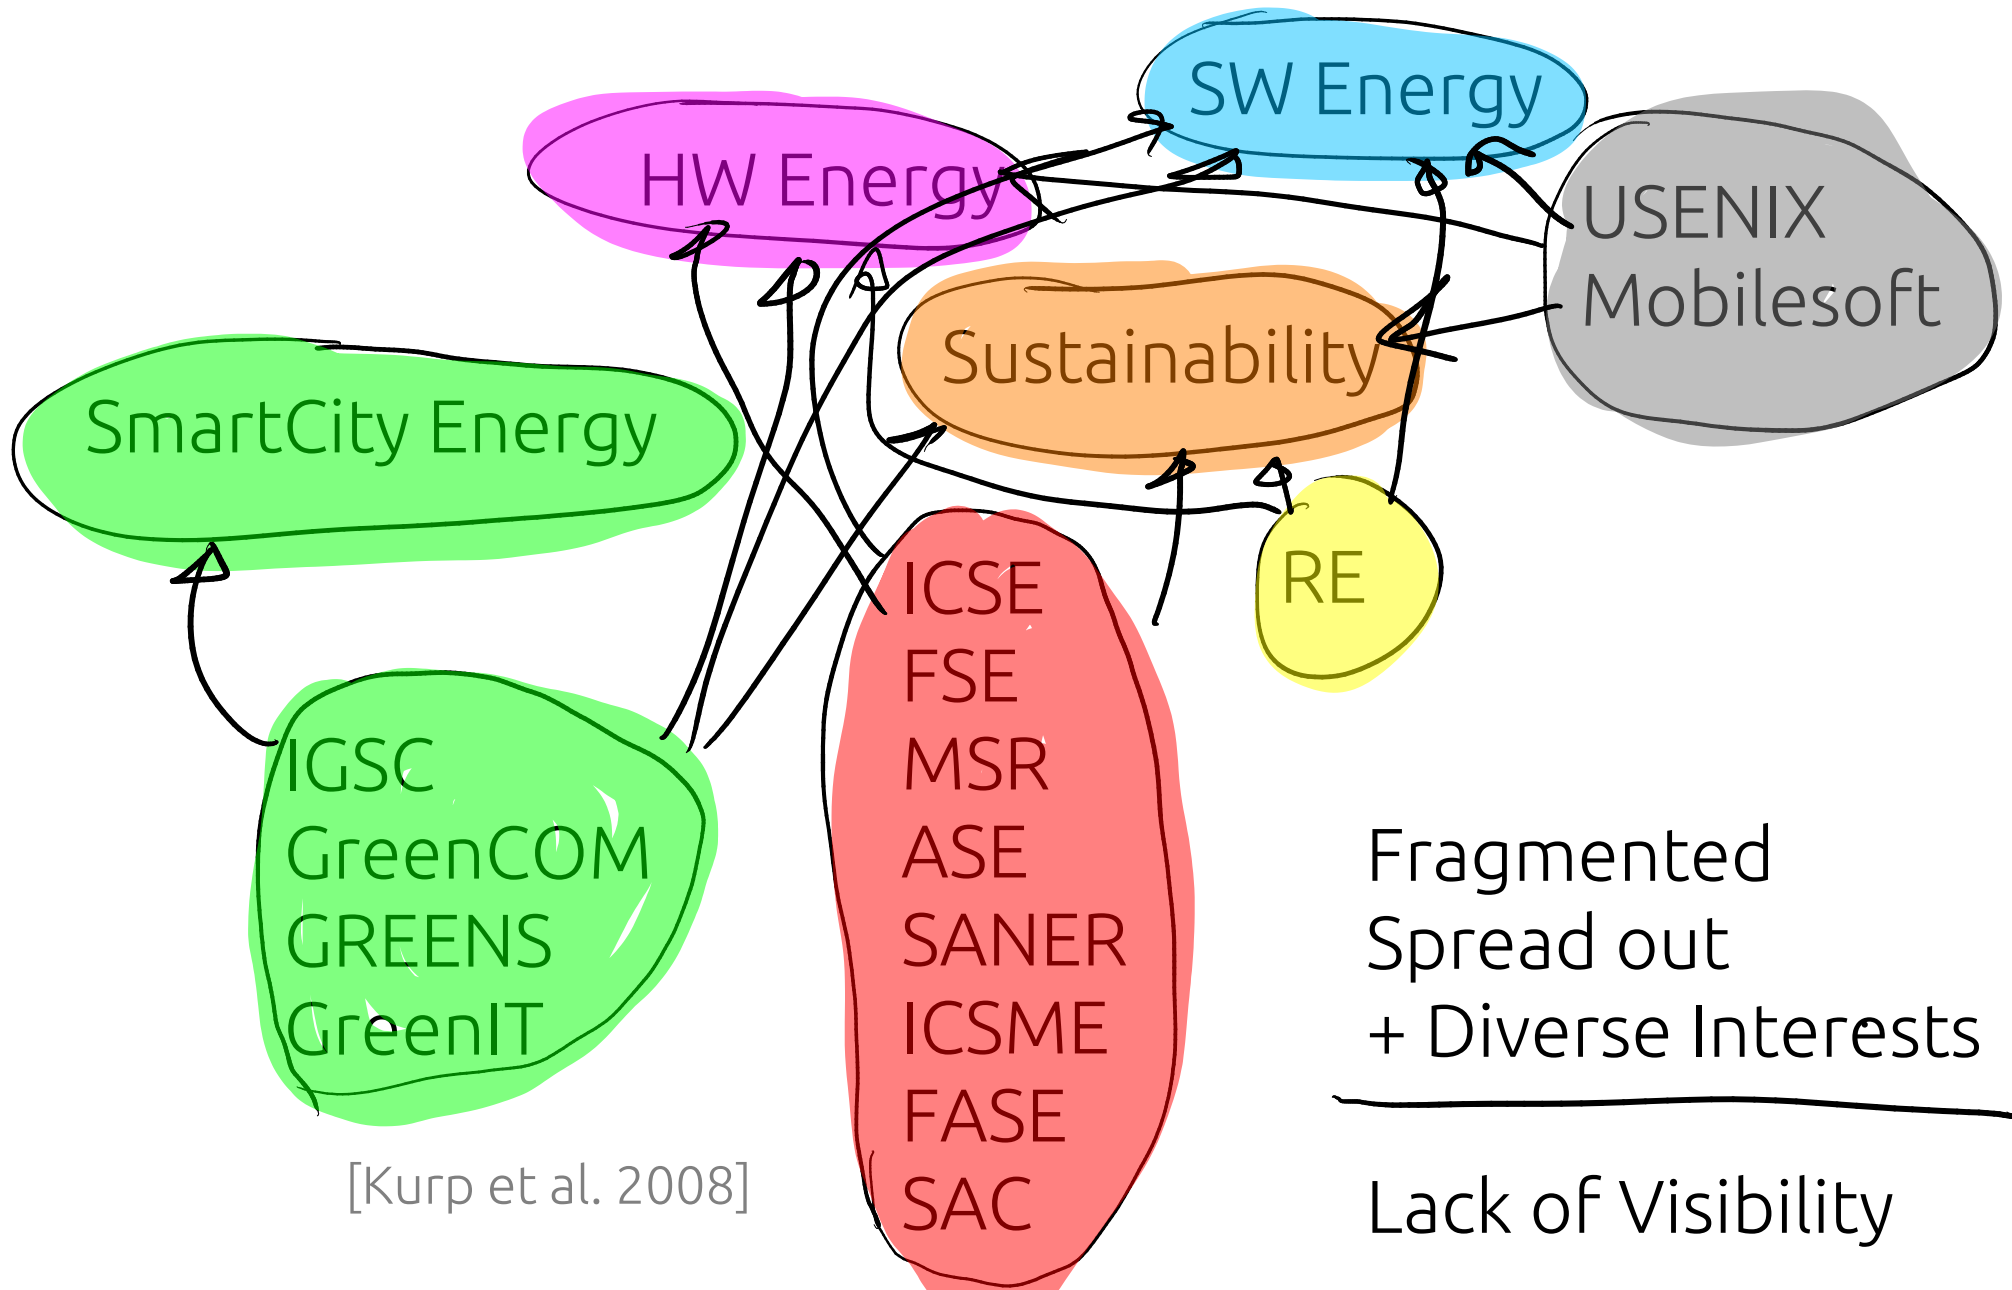 SW Energy
HW Energy
USENIX
Mobilesoft
Sustainability
SmartCity Energy
RE
ICSE
FSE
MSR
ASE
SANER
ICSME
FASE
SAC
IGSC
GreenCOM
GREENS
GreenIT
[Kurp et al. 2008]
Fragmented
Spread out
+ Diverse Interests
Lack of Visibility